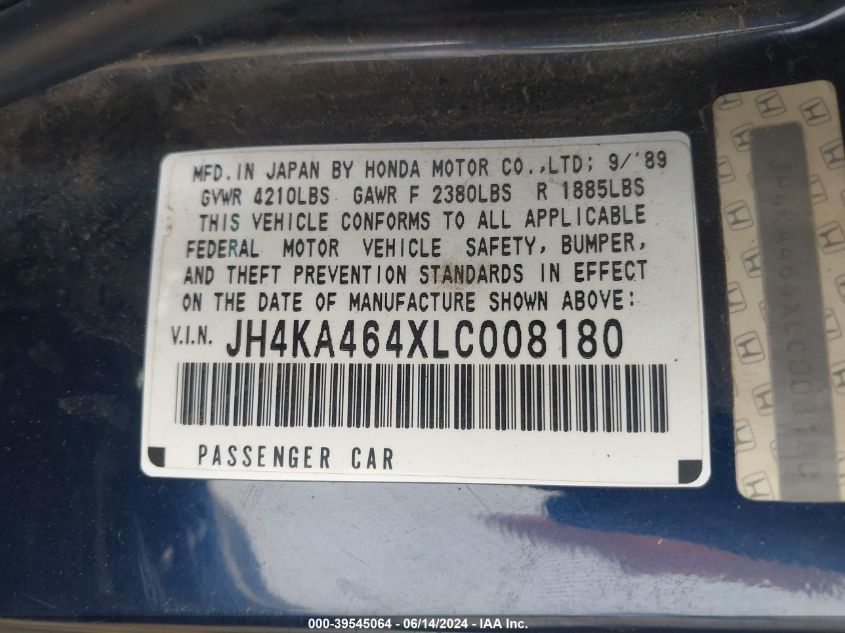 MFD. IN JAPAN BY HONDA MOTOR CO.,LTD; 9/'89
GVWR 4210LBS GAWR F 2380LBS R 1885LBS
THIS VEHICLE CONFORMS TO ALL APPLICABLE
FEDERAL MOTOR VEHICLE SAFETY, BUMPER,
AND THEFT PREVENTION STANDARDS IN EFFECT
ON THE DATE OF MANUFACTURE SHOWN ABOVE:
V.I.N. JH4KA464XLC008180
PASSENGER CAR
JH4KA464XLC008180
000-39545064 - 06/14/2024 - IAA Inc.